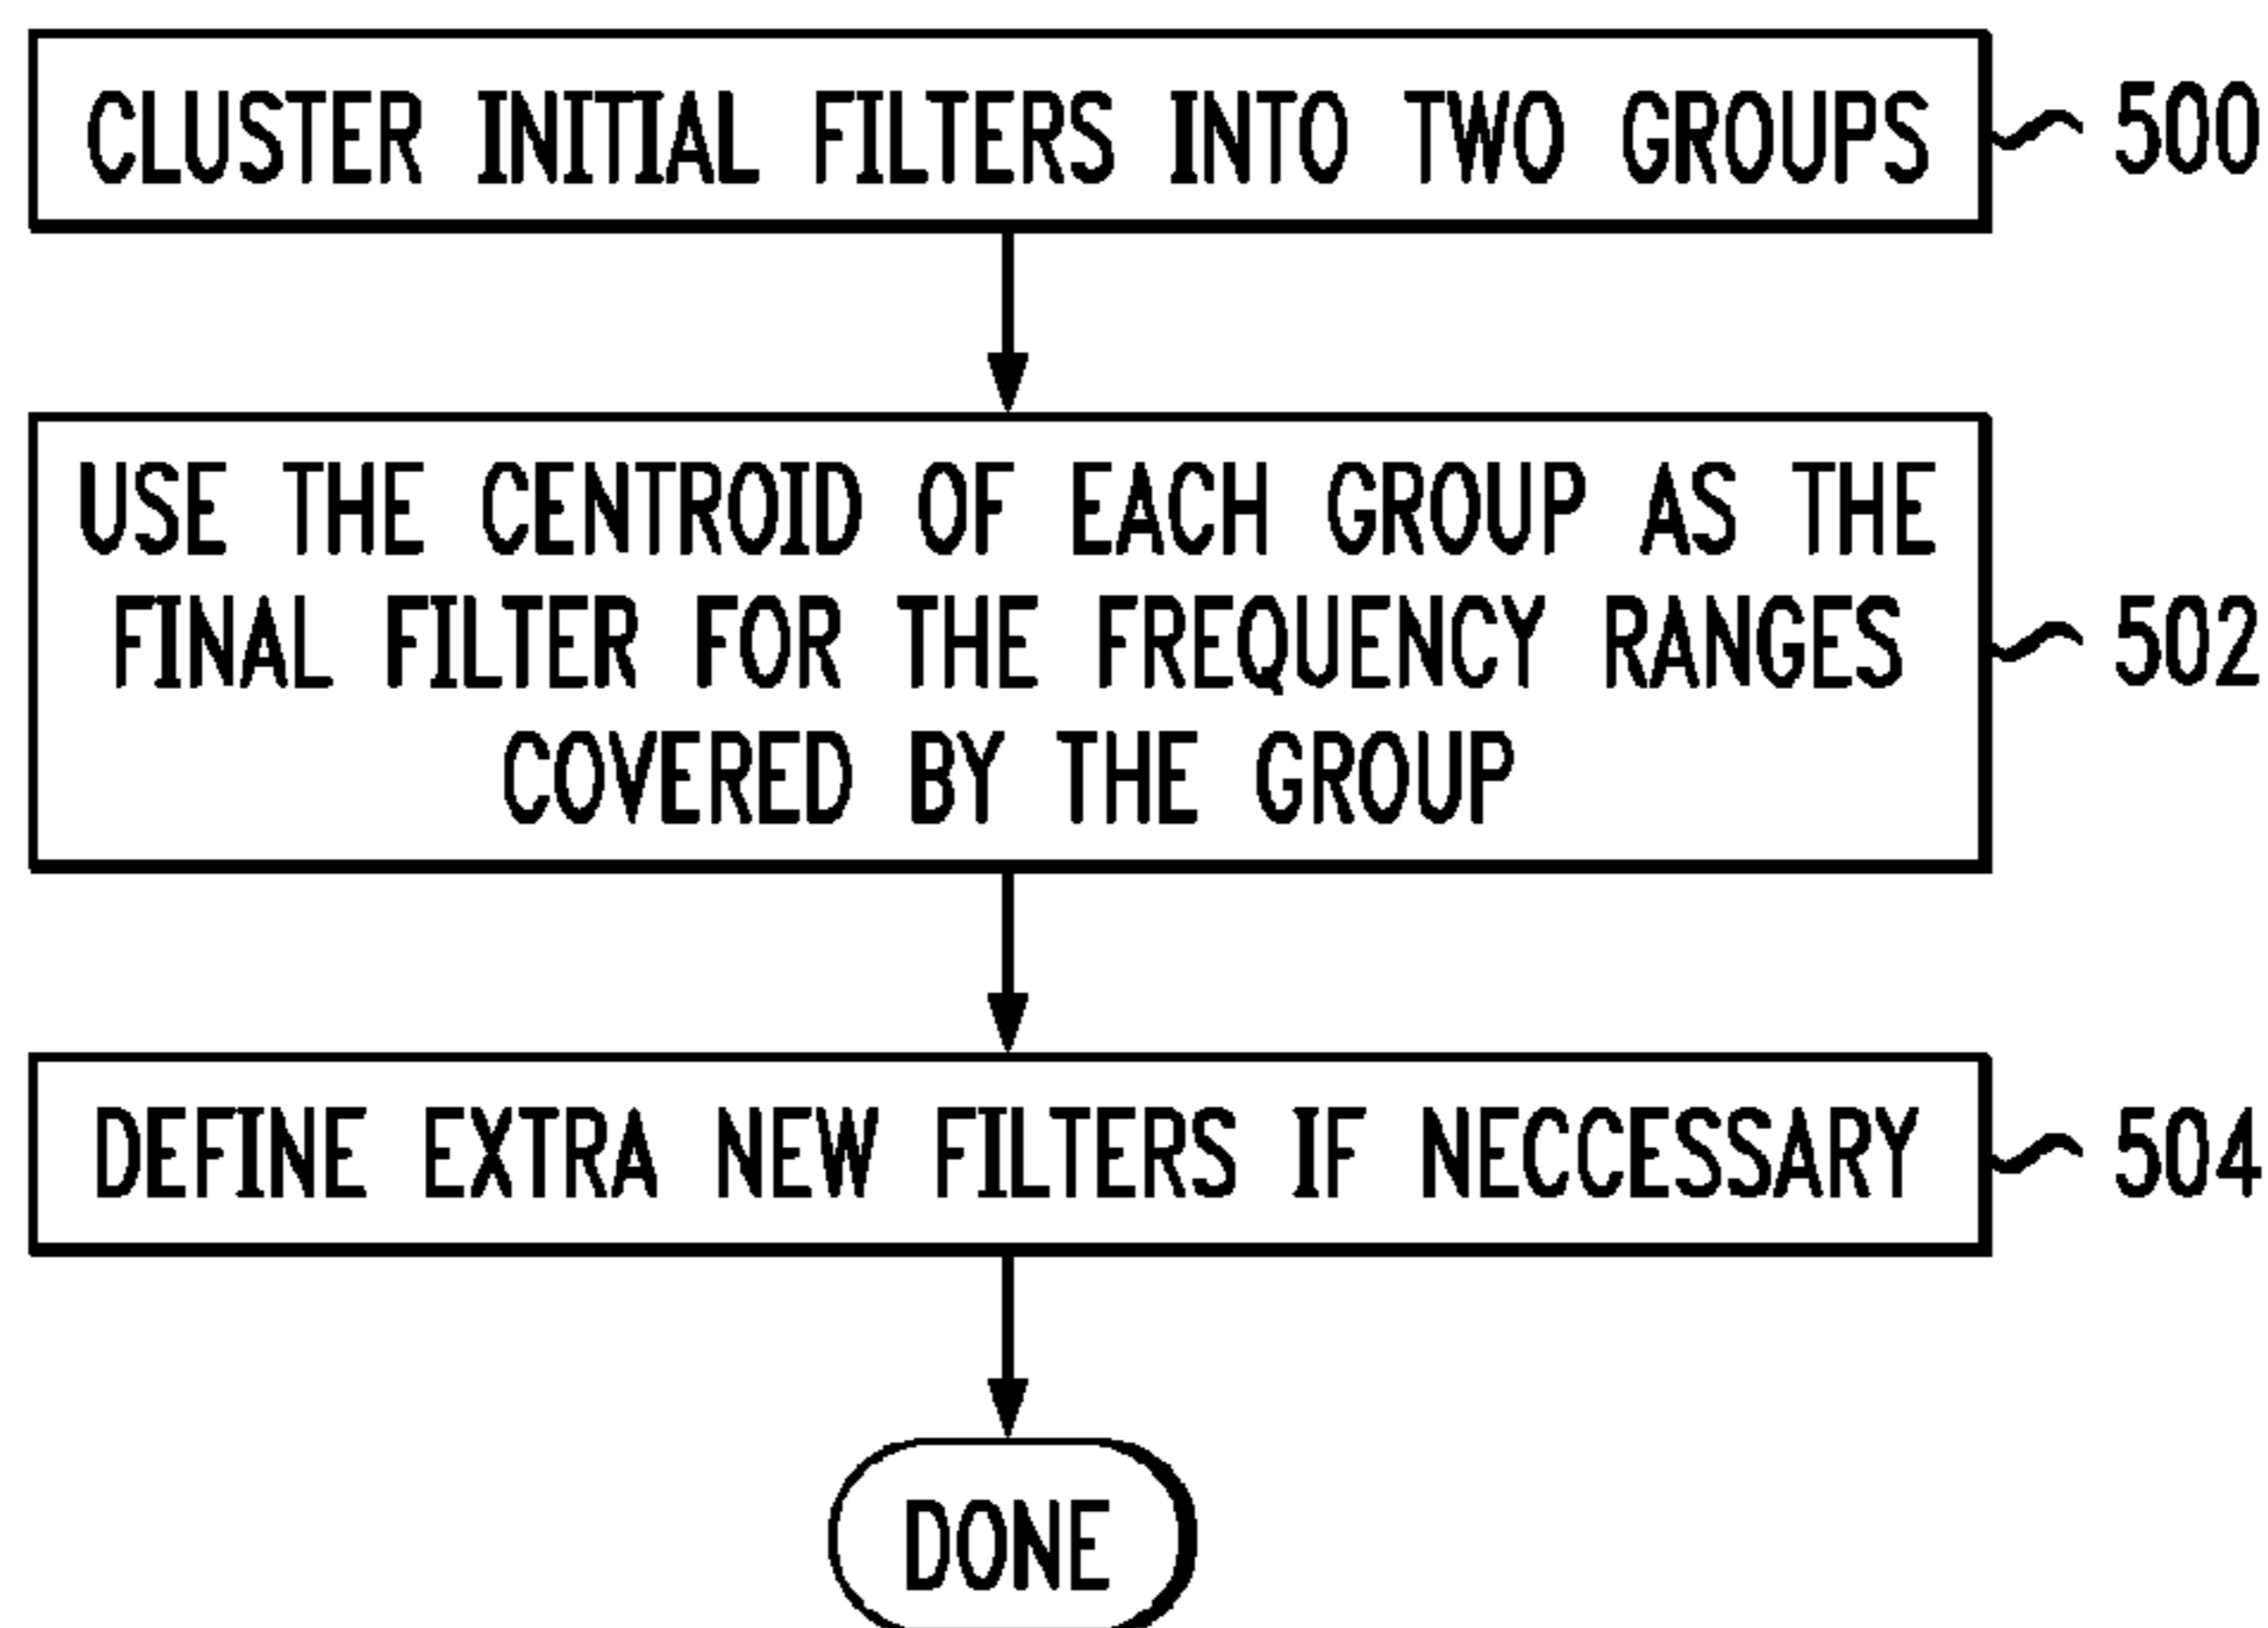 CLUSTER INITIAL FILTERS INTO TWO GROUPS
500
USE THE CENTROID OF EACH GROUP AS THE
FINAL FILTER FOR THE FREQUENCY RANGES
COVERED BY THE GROUP
502
DEFINE EXTRA NEW FILTERS IF NECCESSARY
504
DONE